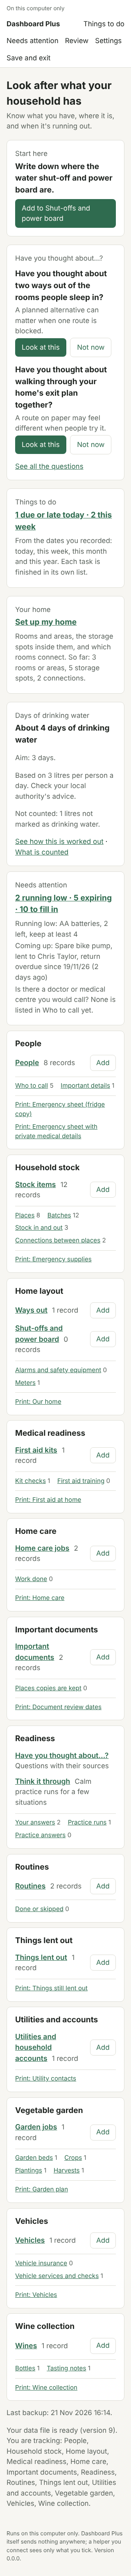 On this computer
Dashboard Plus
Things to do
Needs attention
Review
Settings
Save and exit
Look after what your
household has
Know what you have, where it is,
and when it's running out.
Start here
Write down where the
water shut-off and power
board are.
Add to Shut-offs and
power board
Have you thought about...?
Have you thought about
two ways out of the
rooms people sleep in?
A planned alternative can
matter when one route is
blocked.
Look at this
Not now
Have you thought about
walking through your
home's exit plan
together?
A route on paper may feel
different when people try it.
Look at this
Not now
See all the questions
Things to do
1 due or late today · 2 this
week
From the dates you recorded:
today, this week, this month
and this year. Each task is
finished in its own list.
Your home
Set up my home
Rooms and areas, the storage
spots inside them, and which
rooms connect. So far: 3
rooms or areas, 5 storage
spots, 2 connections.
Days of drinking water
About 4 days of drinking
water
Aim: 3 days.
Based on 3 litres per person a
day. Check your local
authority's advice.
Not counted: 1 litres not
marked as drinking water.
See how this is worked out ·
What is counted
Needs attention
2 running low · 5 expiring
· 10 to fill in
Running low: AA batteries, 2
left, keep at least 4
Coming up: Spare bike pump,
lent to Chris Taylor, return
overdue since 19/11/26 (2
days ago)
Is there a doctor or medical
centre you would call? None is
listed in Who to call yet.
People
People 8 records
Add
Who to call 5
Important details 1
Print: Emergency sheet (fridge
copy)
Print: Emergency sheet with
private medical details
Household stock
Stock items 12
records
Add
Places 8
Batches 12
Stock in and out 3
Connections between places 2
Print: Emergency supplies
Home layout
Ways out 1 record
Add
Shut-offs and
power board 0
records
Add
Alarms and safety equipment 0
Meters 1
Print: Our home
Medical readiness
First aid kits 1
record
Add
Kit checks 1
First aid training 0
Print: First aid at home
Home care
Home care jobs 2
records
Add
Work done 0
Print: Home care
Important documents
Important
documents 2
records
Add
Places copies are kept 0
Print: Document review dates
Readiness
Have you thought about...?
Questions with their sources
Think it through Calm
practice runs for a few
situations
Your answers 2
Practice runs 1
Practice answers 0
Routines
Routines 2 records
Add
Done or skipped 0
Things lent out
Things lent out 1
record
Add
Print: Things still lent out
Utilities and accounts
Utilities and
household
accounts 1 record
Add
Print: Utility contacts
Vegetable garden
Garden jobs 1
record
Add
Garden beds 1
Crops 1
Plantings 1
Harvests 1
Print: Garden plan
Vehicles
Vehicles 1 record
Add
Vehicle insurance 0
Vehicle services and checks 1
Print: Vehicles
Wine collection
Wines 1 record
Add
Bottles 1
Tasting notes 1
Print: Wine collection
Last backup: 21 Nov 2026 16:14.
Your data file is ready (version 9).
You are tracking: People,
Household stock, Home layout,
Medical readiness, Home care,
Important documents, Readiness,
Routines, Things lent out, Utilities
and accounts, Vegetable garden,
Vehicles, Wine collection.
Runs on this computer only. Dashboard Plus
itself sends nothing anywhere; a helper you
connect sees only what you tick. Version
0.0.0.